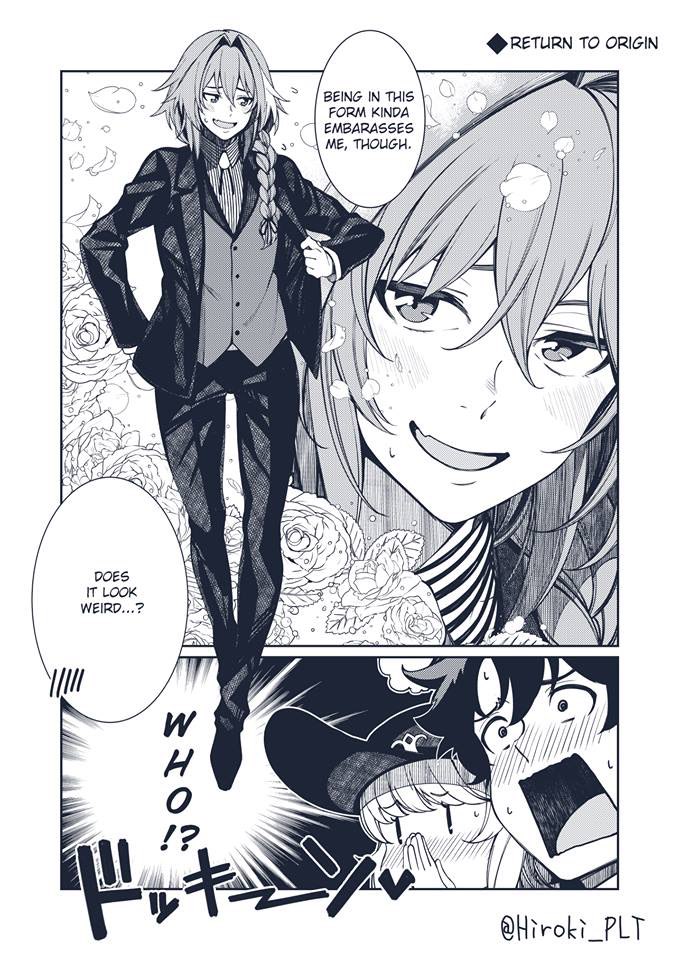 ◆RETURN TO ORIGIN
BEING IN THIS
FORM KINDA
EMBARASSES
ME, THOUGH.
DOES
IT LOOK
WEIRD...?
WHO!?
ドッキーン♥
@Hiroki_PLT